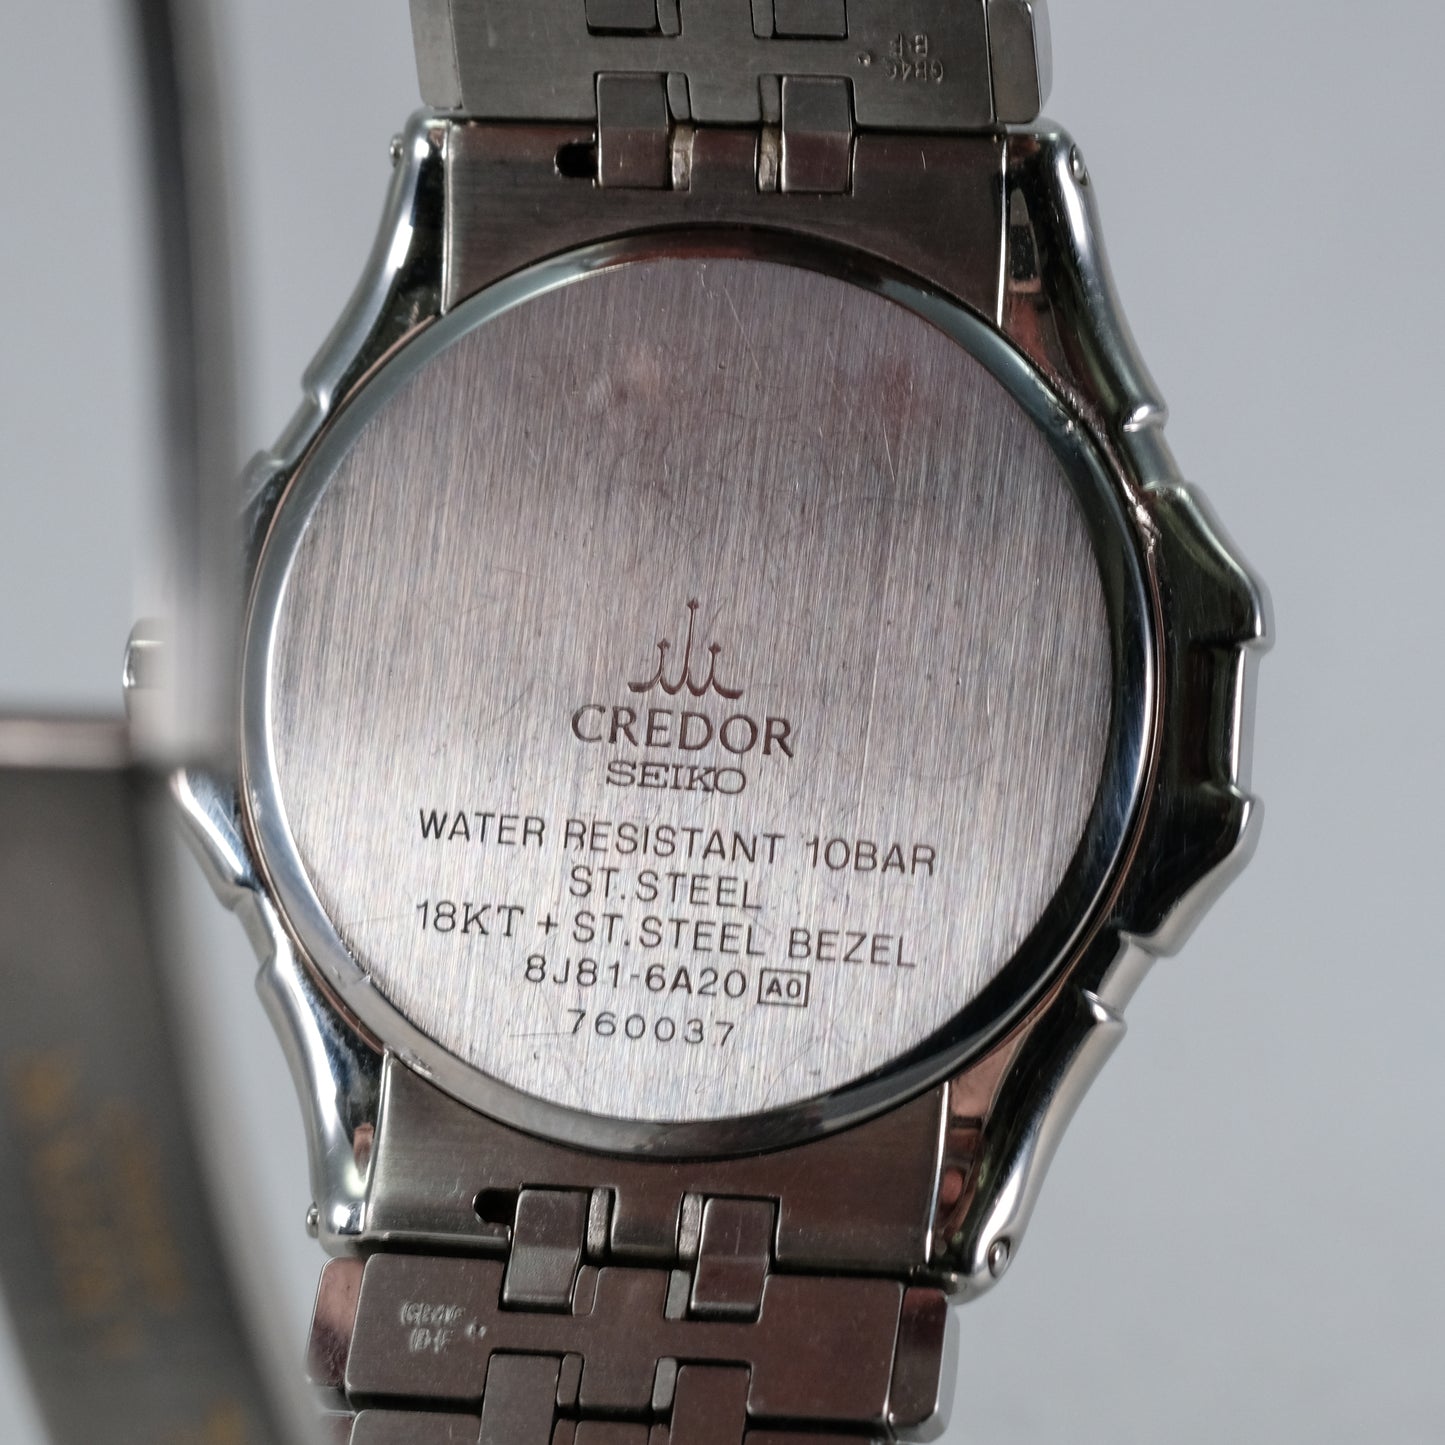 CREDOR
SEIKO
WATER RESISTANT 10BAR
ST.STEEL
18KT + ST.STEEL BEZEL
8J81-6A20 A0
760037